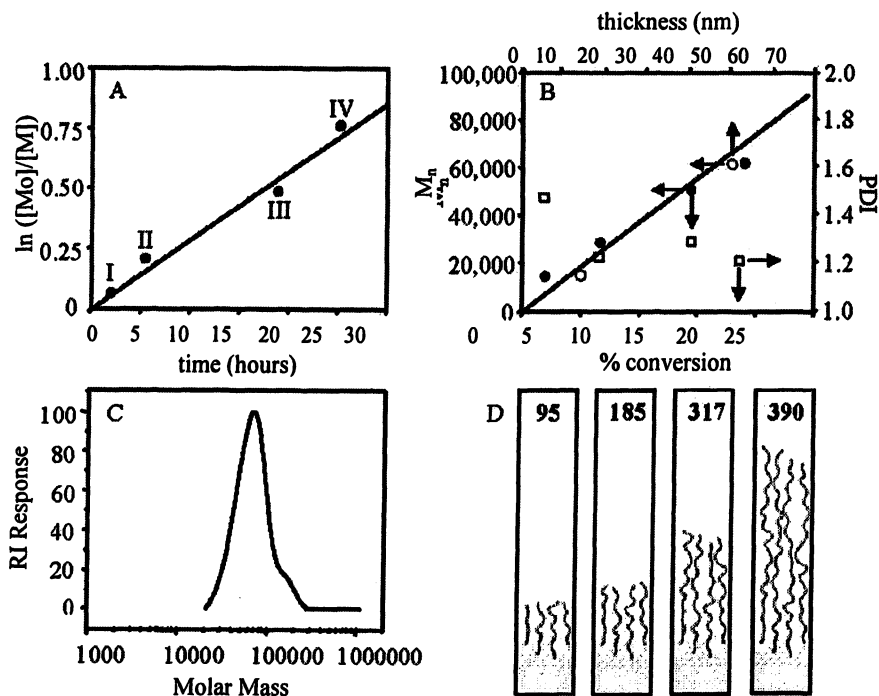 A
1.00
0.75
0.50
0.25
0
ln ([Mo]/[M])
I
II
III
IV
0 5 10 15 20 25 30
time (hours)
thickness (nm)
0 10 20 30 40 50 60 70
B
100,000
80,000
60,000
40,000
20,000
0
Mn
2.0
1.8
1.6
1.4
1.2
1.0
PDI
0 5 10 15 20 25
% conversion
C
100
80
60
40
20
0
RI Response
1000 10000 100000 1000000
Molar Mass
D
95 185 317 390